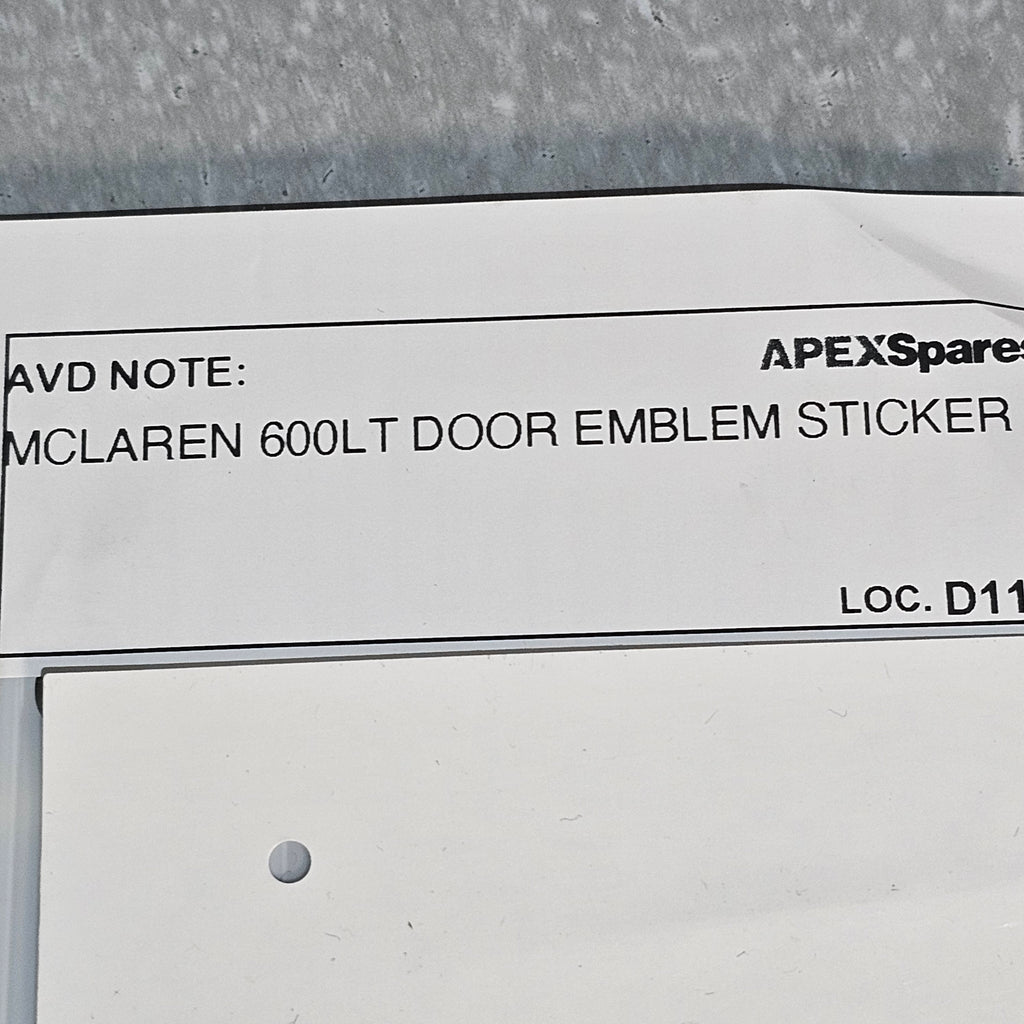 AVD NOTE: APEXSpares
MCLAREN 600LT DOOR EMBLEM STICKER
LOC. D11